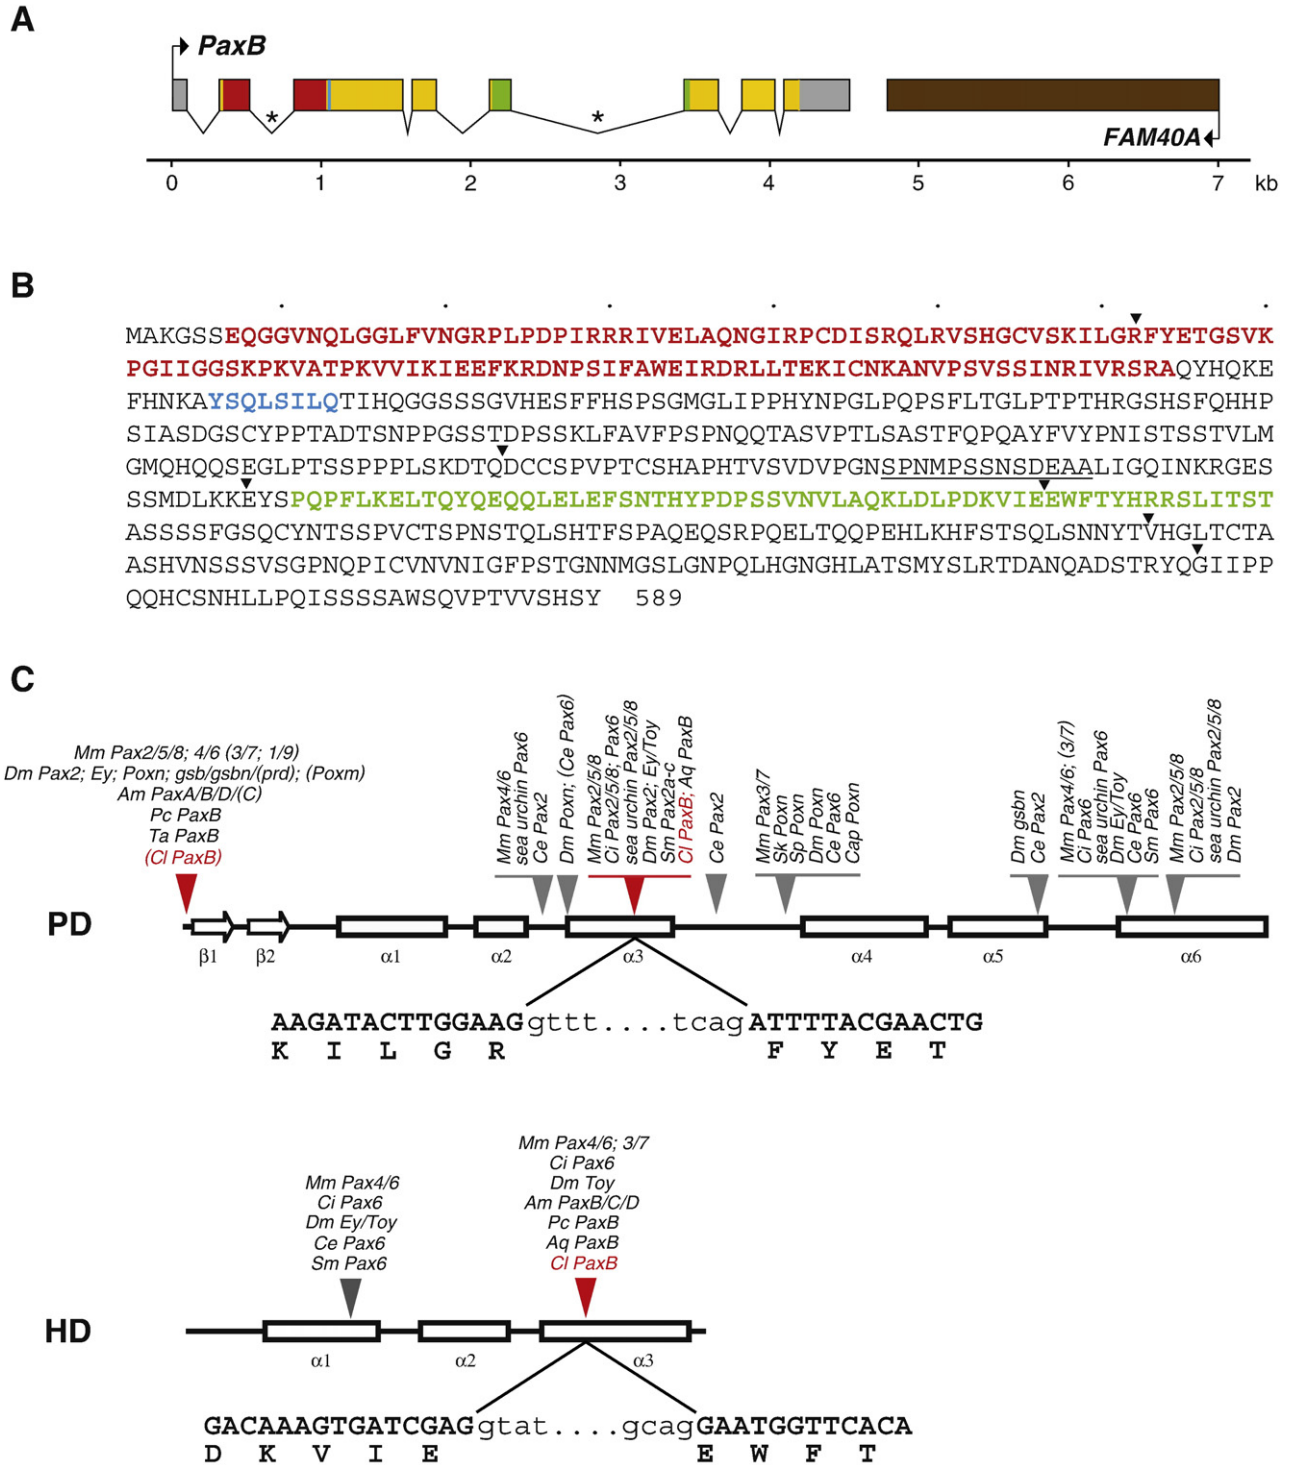 A
PaxB
* *
FAM40A
0 1 2 3 4 5 6 7 kb
B
. . . . . . .
MAKGSSEQGGVNQLGGLFVNGRPLPDPIRRRIVELAQNGIRPCDISRQLRVSHGCVSKILGRFYETGSVK
PGIIGGSKPKVATPKVVIKIEEFKRDNPSIFAWEIRDRLLTEKICNKANVPSVSSINRIVRSRAQYHQKE
FHNKAYSQLSILQTIHQGGSSSGVHESFFHSPSGMGLIPPHYNPGLPQPSFLTGLPTPTHRGSHSFQHHP
SIASDGSCYPPTADTSNPPGSSTDPSSKLFAVFPSPNQQTASVPTLSASTFQPQAYFVYPNISTSSTVLM
GMQHQQSEGLPTSSPPPLSKDTQDCCSPVPTCSHAPHTVSVDVPGNSPNMPSSNSDEAALIGQINKRGES
SSMDLKKEYSPQPFLKELTQYQEQQLELEFSNTHYPDPSSVNVLAQKLDLPDKVIEEWFTYHRRSLITST
ASSSSFGSQCYNTSSPVCTSPNSTQLSHTFSPAQEQSRPQELTQQPEHLKHFSTSQLSNNYTVHGLTCTA
ASHVNSSSVSGPNQPICVNVNIGFPSTGNNMGSLGNPQLHGNGHLATSMYSLRTDANQADSTRYQGIIPP
QQHCSNHLLPQISSSSAWSQVPTVVSHSY 589
C
Mm Pax2/5/8; 4/6 (3/7; 1/9)
Dm Pax2; Ey; Poxn; gsb/gsbn/(prd); (Poxm)
Am PaxA/B/D/(C)
Pc PaxB
Ta PaxB
(Cl PaxB)
Mm Pax4/6
sea urchin Pax6
Ce Pax2
Dm Poxn; (Ce Pax6)
Mm Pax2/5/8
Ci Pax2/5/8; Pax6
sea urchin Pax2/5/8
Dm Pax2; Ey/Toy
Sm Pax2a-c
Cl PaxB; Aq PaxB
Ce Pax2
Mm Pax3/7
Sk Poxn
Sp Poxn
Dm Poxn
Ce Pax6
Cap Poxn
Dm gsbn
Ce Pax2
Mm Pax4/6; (3/7)
Ci Pax6
sea urchin Pax6
Dm Ey/Toy
Ce Pax6
Sm Pax6
Mm Pax2/5/8
Ci Pax2/5/8
sea urchin Pax2/5/8
Dm Pax2
PD
β1 β2 α1 α2 α3 α4 α5 α6
AAGATACTTGGAAGgttt....tcagATTTTACGAACTG
K I L G R F Y E T
Mm Pax4/6
Ci Pax6
Dm Ey/Toy
Ce Pax6
Sm Pax6
Mm Pax4/6; 3/7
Ci Pax6
Dm Toy
Am PaxB/C/D
Pc PaxB
Aq PaxB
Cl PaxB
HD
α1 α2 α3
GACAAAGTGATCGAGgtat....gcagGAATGGTTCACA
D K V I E E W F T